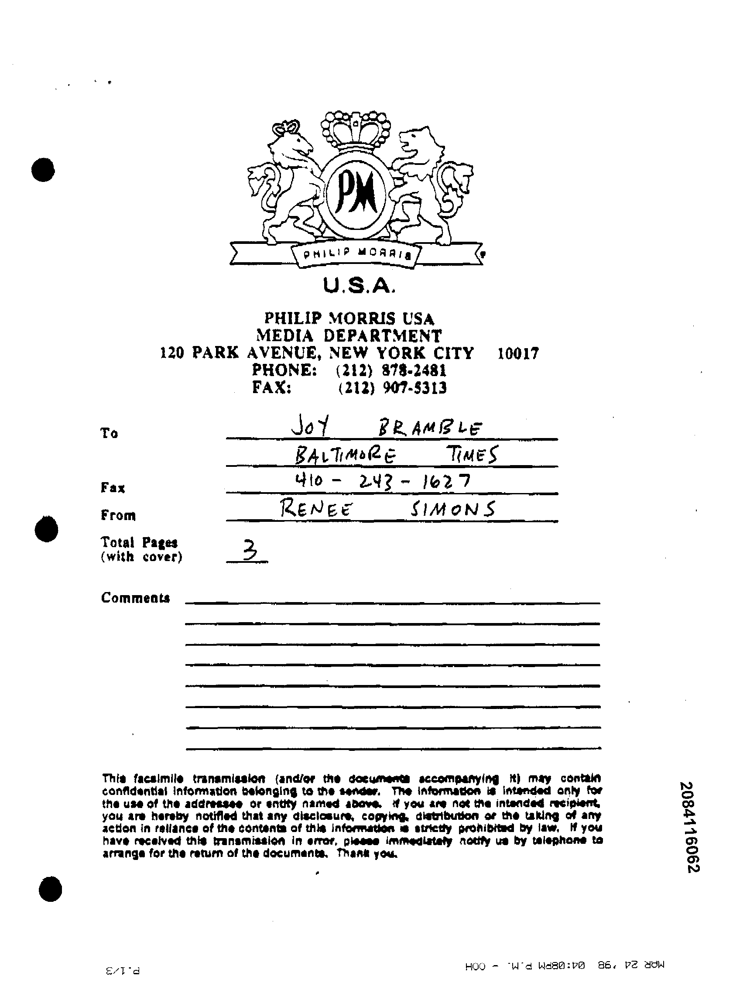 PM
PHILIP MORRIS
U.S.A.
PHILIP MORRIS USA
MEDIA DEPARTMENT
120 PARK AVENUE, NEW YORK CITY 10017
PHONE: (212) 878-2481
FAX: (212) 907-5313
To JOY BRAMBLE
BALTIMORE TIMES
Fax 410-243-1627
From RENEE SIMONS
Total Pages
(with cover) 3
Comments
This facsimile transmission (and/or the documents accompanying it) may contain
confidential information belonging to the sender. The information is intended only for
the use of the addressee or entity named above. If you are not the intended recipient,
you are hereby notified that any disclosure, copying, distribution or the taking of any
action in reliance of the contents of this information is strictly prohibited by law. If you
have received this transmission in error, please immediately notify us by telephone to
arrange for the return of the documents. Thank you.
2084116062
MAR 24 '98 04:08PM P.M. - COH
P.1/3